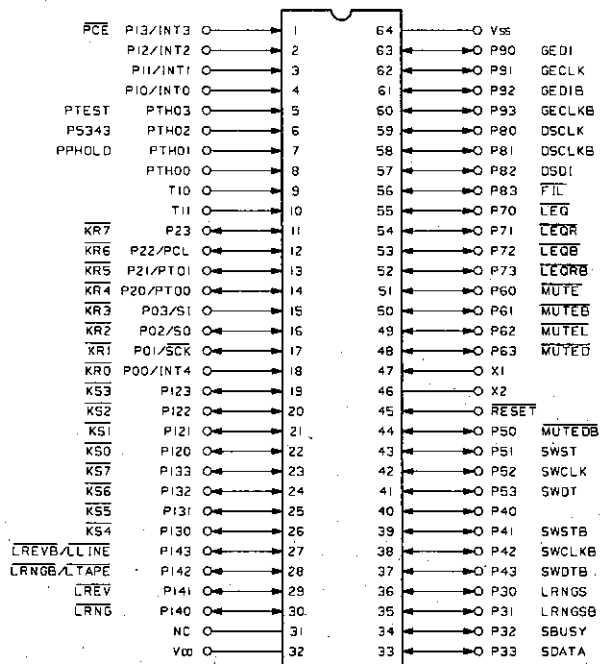 PCE P13/INT3 1 64 Vss
P12/INT2 2 63 P90 GEDI
P11/INT1 3 62 P91 GECLK
P10/INT0 4 61 P92 GEDIB
PTEST PTH03 5 60 P93 GECLKB
PS343 PTH02 6 59 P80 DSCLK
PPHOLD PTH01 7 58 P81 DSCLKB
PTH00 8 57 P82 DSDI
T10 9 56 P83 FIL
T11 10 55 P70 LEQ
KR7 P23 11 54 P71 LEQR
KR6 P22/PCL 12 53 P72 LEQB
KR5 P21/PT01 13 52 P73 LEQRB
KR4 P20/PT00 14 51 P60 MUTE
KR3 P03/SI 15 50 P61 MUTEB
KR2 P02/SO 16 49 P62 MUTEL
KR1 P01/SCK 17 48 P63 MUTED
KR0 P00/INT4 18 47 X1
KS3 P123 19 46 X2
KS2 P122 20 45 RESET
KS1 P121 21 44 P50 MUTEDB
KS0 P120 22 43 P51 SWST
KS7 P133 23 42 P52 SWCLK
KS6 P132 24 41 P53 SWDT
KS5 P131 25 40 P40
KS4 P130 26 39 P41 SWSTB
LREVB/LLINE P143 27 38 P42 SWCLKB
LRNGB/LTAPE P142 28 37 P43 SWDTB
LREV P141 29 36 P30 LRNGS
LRNG P140 30 35 P31 LRNGSB
NC 31 34 P32 SBUSY
VDD 32 33 P33 SDATA